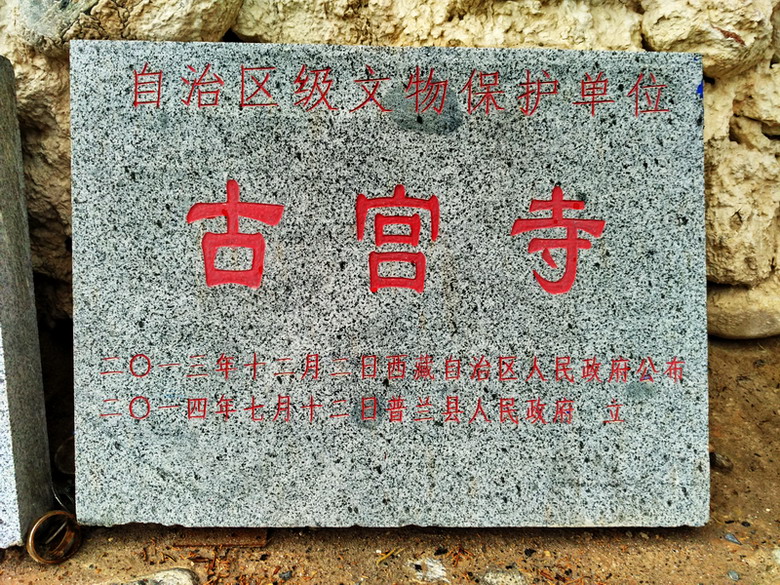 自治区级文物保护单位
古宫寺
二〇一三年十二月二日西藏自治区人民政府公布
二〇一四年七月十二日普兰县人民政府 立